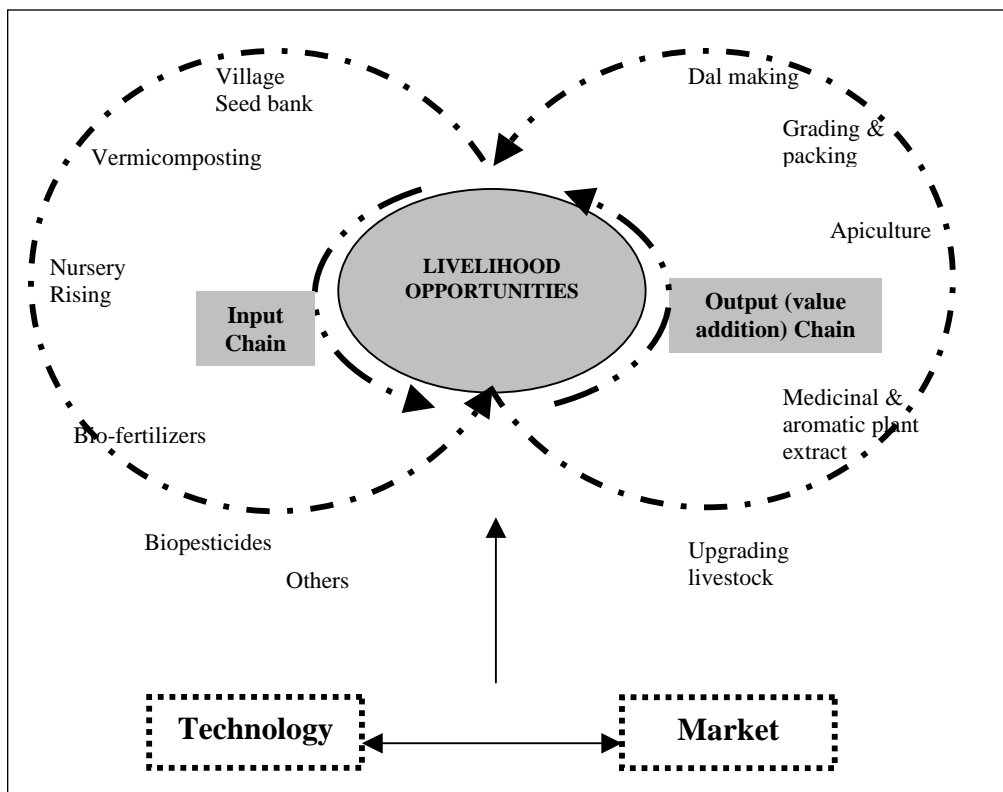 Village
Seed bank
Vermicomposting
Nursery
Rising
Input
Chain
Bio-fertilizers
Biopesticides
Others
LIVELIHOOD
OPPORTUNITIES
Dal making
Grading &
packing
Apiculture
Output (value
addition) Chain
Medicinal &
aromatic plant
extract
Upgrading
livestock
Technology
Market